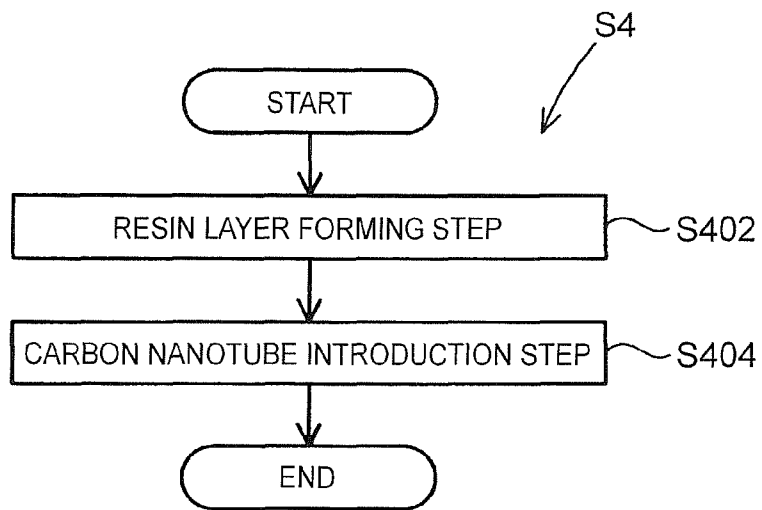 S4
START
RESIN LAYER FORMING STEP
S402
CARBON NANOTUBE INTRODUCTION STEP
S404
END